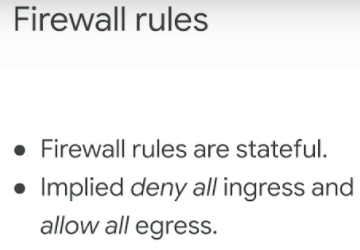 Firewall rules
• Firewall rules are stateful.
• Implied deny all ingress and
allow all egress.